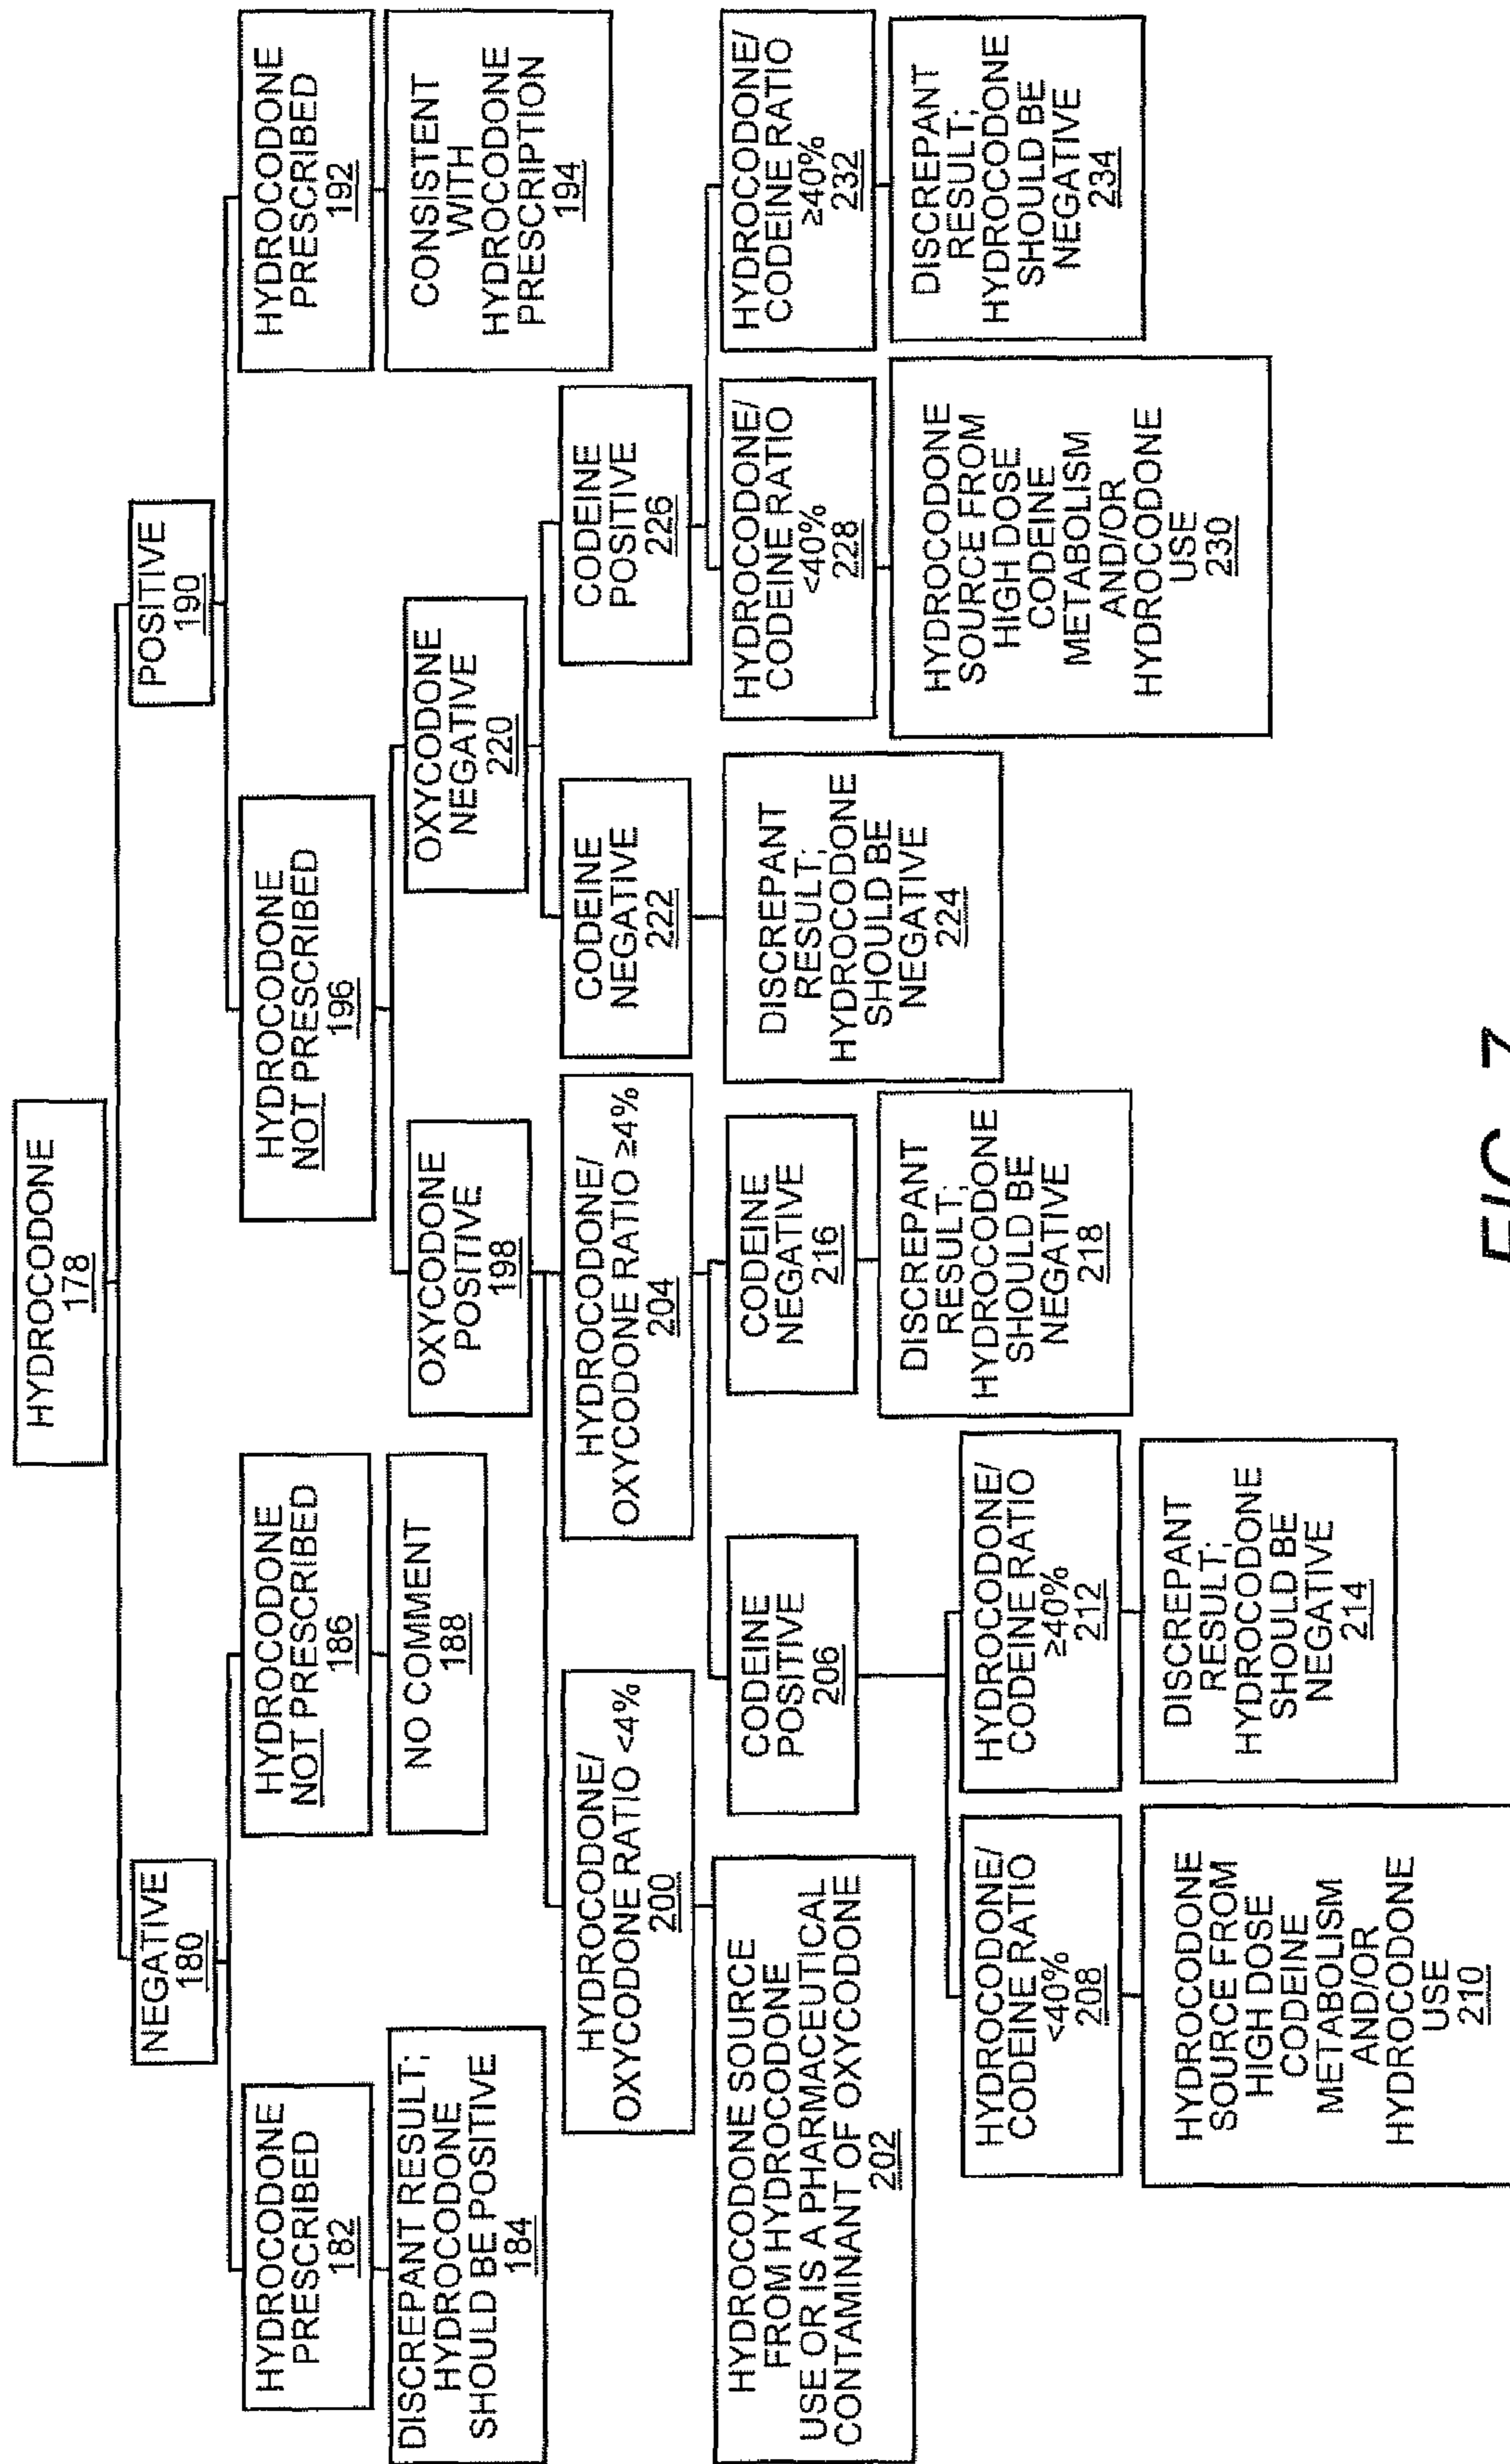 HYDROCODONE
178
NEGATIVE
180
POSITIVE
190
HYDROCODONE
PRESCRIBED
182
HYDROCODONE
NOT PRESCRIBED
186
HYDROCODONE
NOT PRESCRIBED
196
HYDROCODONE
PRESCRIBED
192
DISCREPANT RESULT;
HYDROCODONE
SHOULD BE POSITIVE
184
NO COMMENT
188
OXYCODONE
POSITIVE
198
OXYCODONE
NEGATIVE
220
CONSISTENT
WITH
HYDROCODONE
PRESCRIPTION
194
HYDROCODONE/
OXYCODONE RATIO <4%
200
HYDROCODONE/
OXYCODONE RATIO ≥4%
204
CODEINE
NEGATIVE
222
CODEINE
POSITIVE
226
HYDROCODONE SOURCE
FROM HYDROCODONE
USE OR IS A PHARMACEUTICAL
CONTAMINANT OF OXYCODONE
202
CODEINE
POSITIVE
206
CODEINE
NEGATIVE
216
DISCREPANT
RESULT;
HYDROCODONE
SHOULD BE
NEGATIVE
224
HYDROCODONE/
CODEINE RATIO
<40%
228
HYDROCODONE/
CODEINE RATIO
≥40%
232
HYDROCODONE/
CODEINE RATIO
<40%
208
HYDROCODONE/
CODEINE RATIO
≥40%
212
DISCREPANT
RESULT;
HYDROCODONE
SHOULD BE
NEGATIVE
218
HYDROCODONE
SOURCE FROM
HIGH DOSE
CODEINE
METABOLISM
AND/OR
HYDROCODONE
USE
230
DISCREPANT
RESULT;
HYDROCODONE
SHOULD BE
NEGATIVE
234
HYDROCODONE
SOURCE FROM
HIGH DOSE
CODEINE
METABOLISM
AND/OR
HYDROCODONE
USE
210
DISCREPANT
RESULT;
HYDROCODONE
SHOULD BE
NEGATIVE
214
FIG. 7